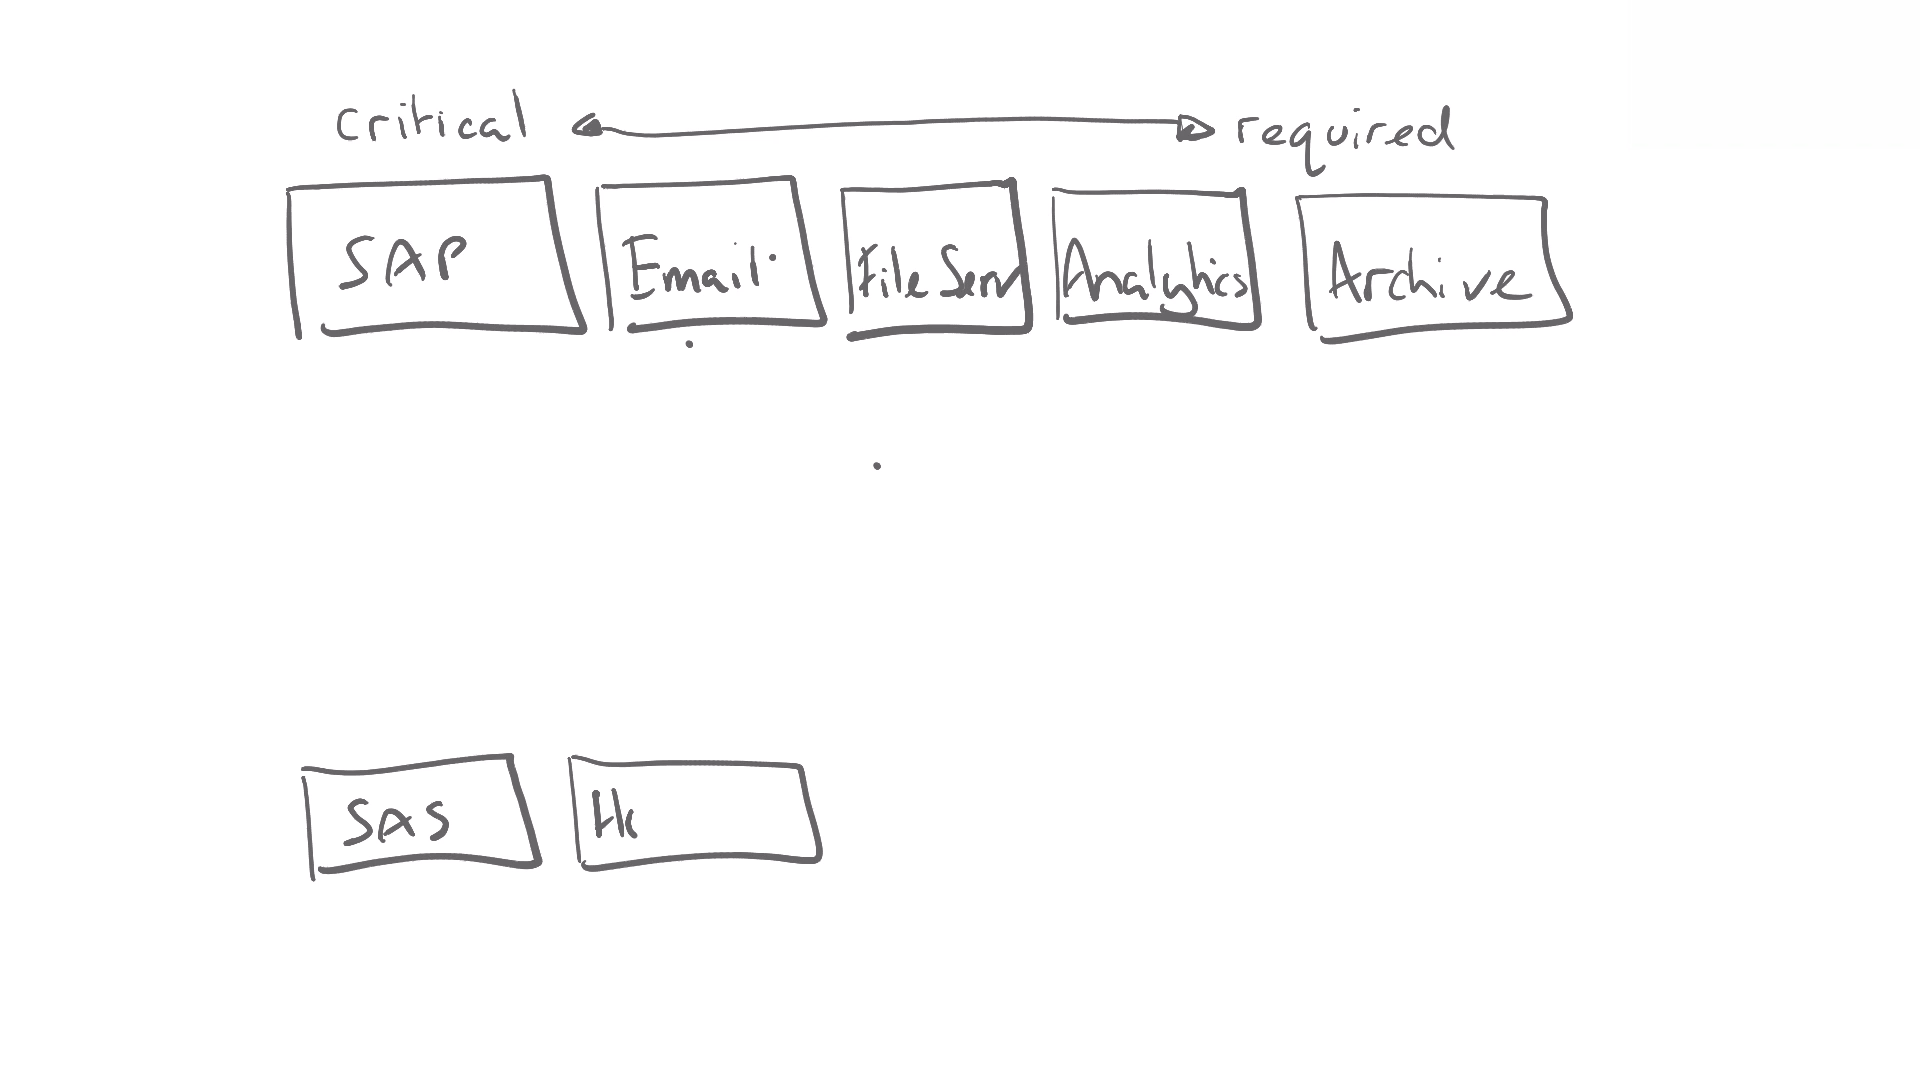 critical required
SAP Email File Serv Analytics Archive
SAS